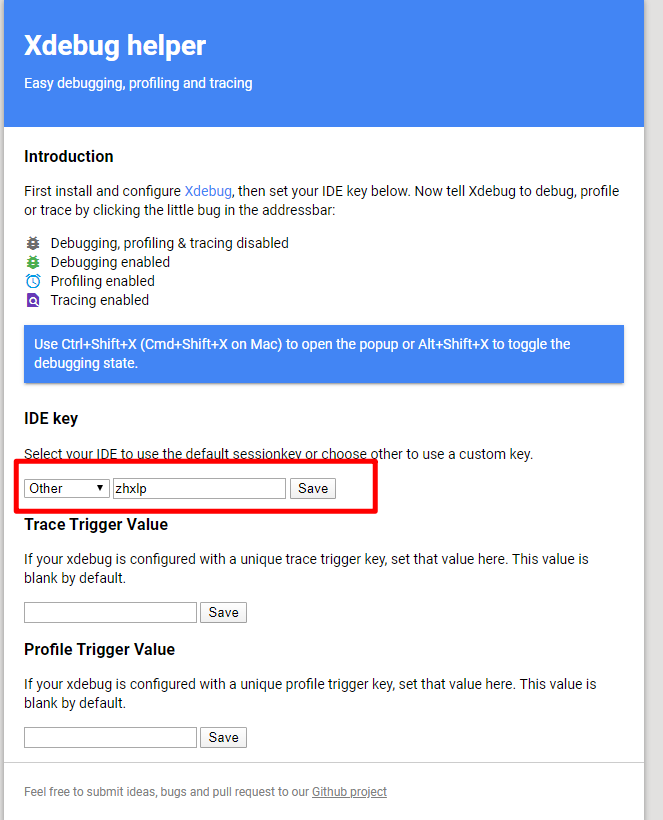 Xdebug helper
Easy debugging, profiling and tracing
Introduction
First install and configure Xdebug, then set your IDE key below. Now tell Xdebug to debug, profile
or trace by clicking the little bug in the addressbar:
Debugging, profiling & tracing disabled
Debugging enabled
Profiling enabled
Tracing enabled
Use Ctrl+Shift+X (Cmd+Shift+X on Mac) to open the popup or Alt+Shift+X to toggle the
debugging state.
IDE key
Select your IDE to use the default sessionkey or choose other to use a custom key.
Other zhxlp Save
Trace Trigger Value
If your xdebug is configured with a unique trace trigger key, set that value here. This value is
blank by default.
Save
Profile Trigger Value
If your xdebug is configured with a unique profile trigger key, set that value here. This value is
blank by default.
Save
Feel free to submit ideas, bugs and pull request to our Github project